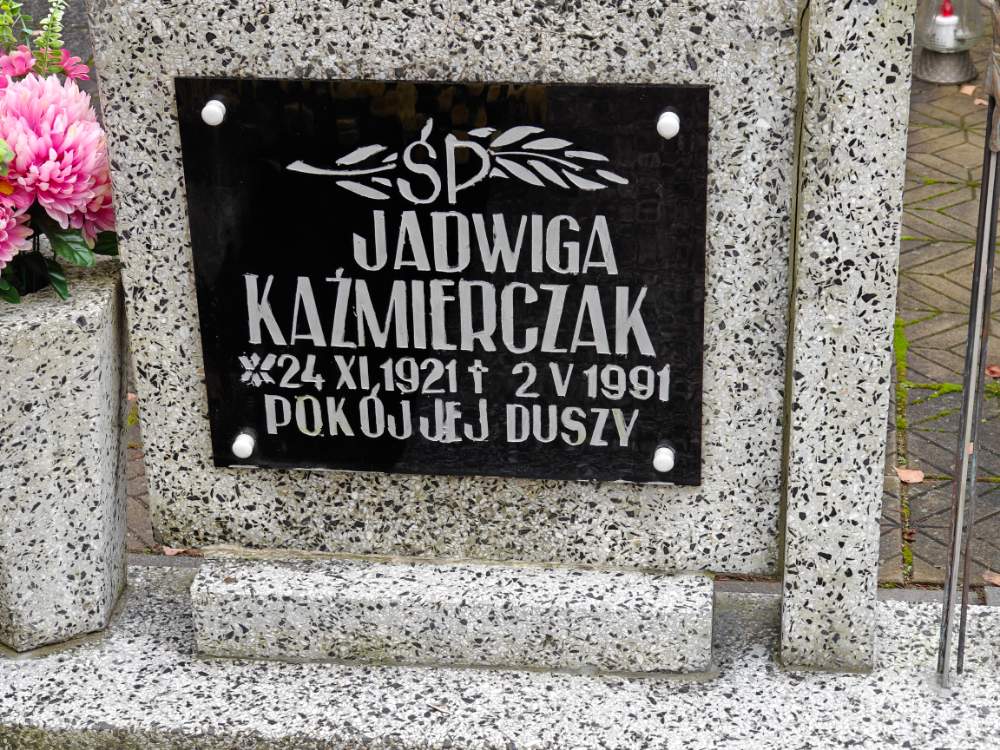 ŚP
JADWIGA
KAŹMIERCZAK
* 24 XI 1921 † 2 V 1991
POKÓJ JEJ DUSZY